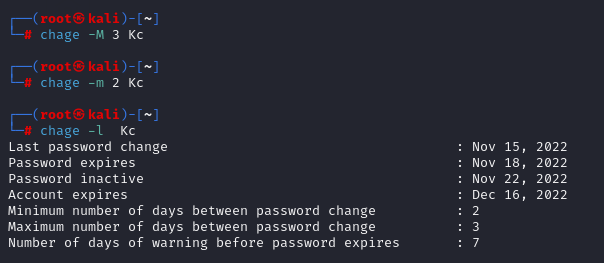 ┌──(root㉿kali)-[~]
└─# chage -M 3 Kc
┌──(root㉿kali)-[~]
└─# chage -m 2 Kc
┌──(root㉿kali)-[~]
└─# chage -l  Kc
Last password change : Nov 15, 2022
Password expires : Nov 18, 2022
Password inactive : Nov 22, 2022
Account expires : Dec 16, 2022
Minimum number of days between password change : 2
Maximum number of days between password change : 3
Number of days of warning before password expires : 7